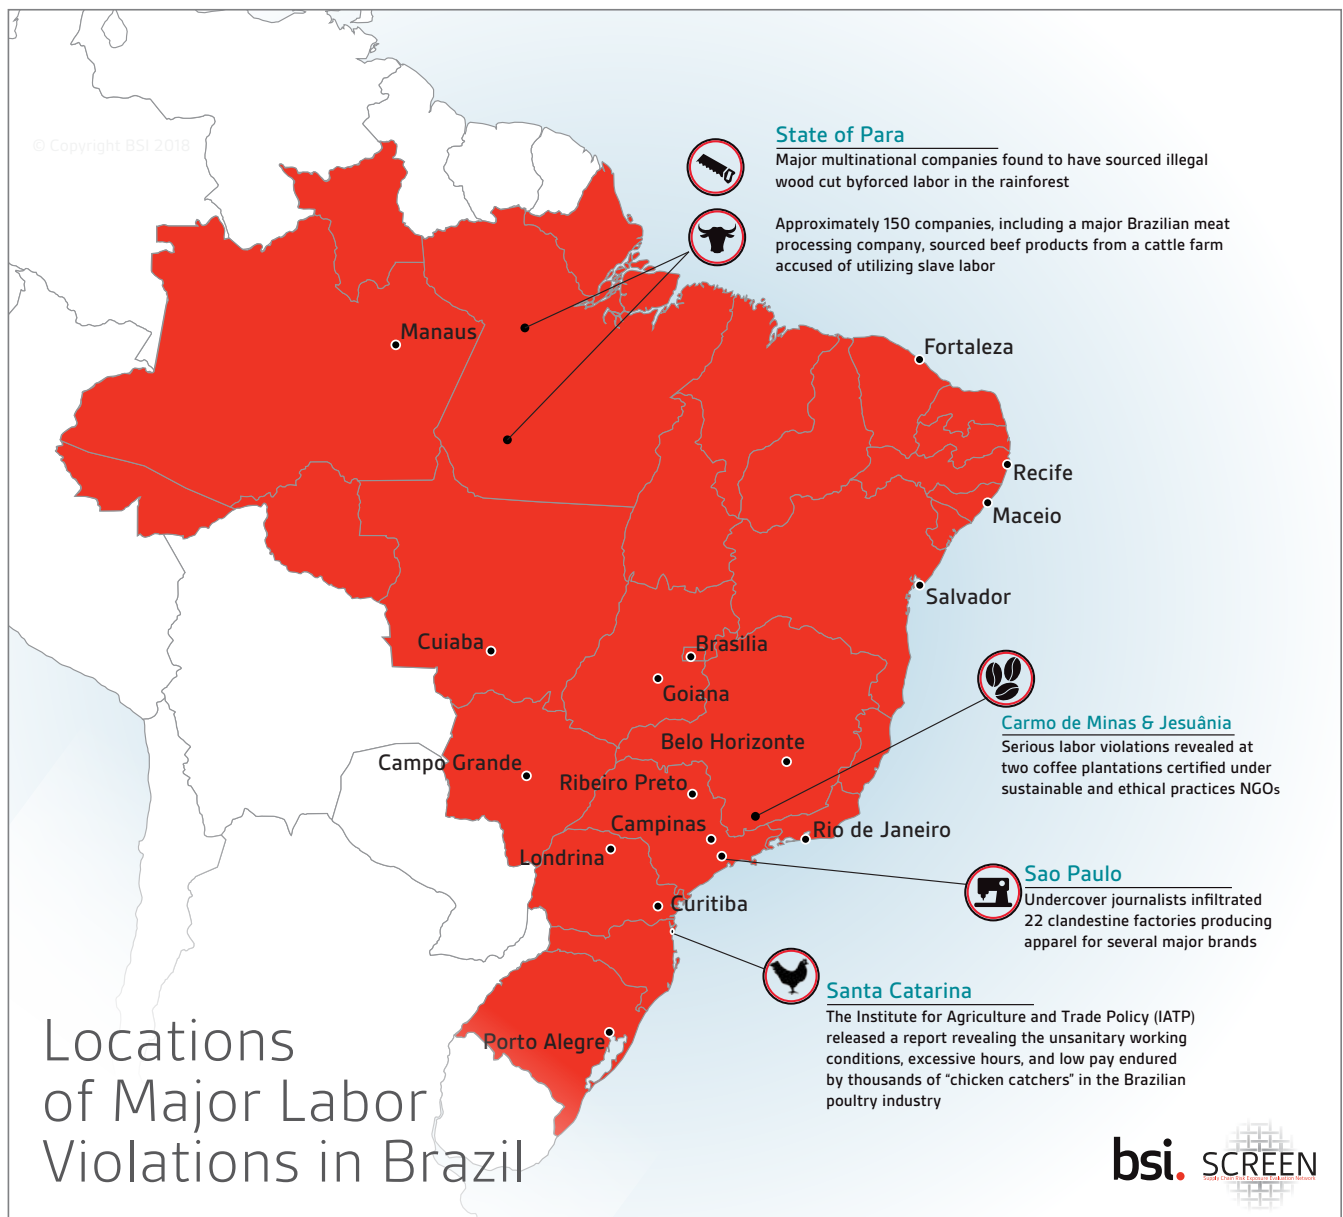 © Copyright BSI 2018
State of Para
Major multinational companies found to have sourced illegal
wood cut byforced labor in the rainforest
Approximately 150 companies, including a major Brazilian meat
processing company, sourced beef products from a cattle farm
accused of utilizing slave labor
Manaus
Fortaleza
Recife
Maceio
Salvador
Cuiaba
Brasilia
Goiana
Carmo de Minas & Jesuânia
Serious labor violations revealed at
two coffee plantations certified under
sustainable and ethical practices NGOs
Belo Horizonte
Campo Grande
Ribeiro Preto
Campinas
Rio de Janeiro
Londrina
Sao Paulo
Undercover journalists infiltrated
22 clandestine factories producing
apparel for several major brands
Curitiba
Santa Catarina
The Institute for Agriculture and Trade Policy (IATP)
released a report revealing the unsanitary working
conditions, excessive hours, and low pay endured
by thousands of “chicken catchers” in the Brazilian
poultry industry
Porto Alegre
Locations
of Major Labor
Violations in Brazil
bsi. SCREEN
Supply Chain Risk Exposure Evaluation Network